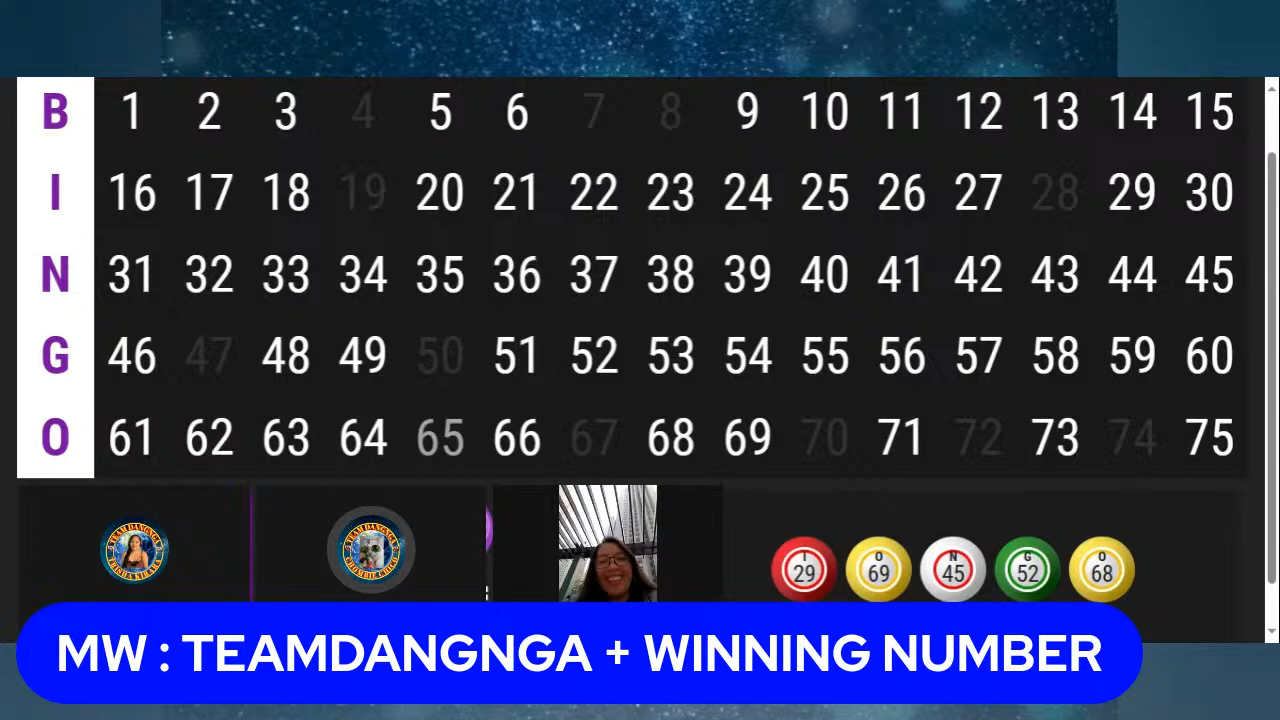 B 1 2 3 4 5 6 7 8 9 10 11 12 13 14 15
I 16 17 18 19 20 21 22 23 24 25 26 27 28 29 30
N 31 32 33 34 35 36 37 38 39 40 41 42 43 44 45
G 46 47 48 49 50 51 52 53 54 55 56 57 58 59 60
O 61 62 63 64 65 66 67 68 69 70 71 72 73 74 75
TEAM DANGNGA
TEAM DANGNGA
I O N G O
29 69 45 52 68
MW : TEAMDANGNGA + WINNING NUMBER